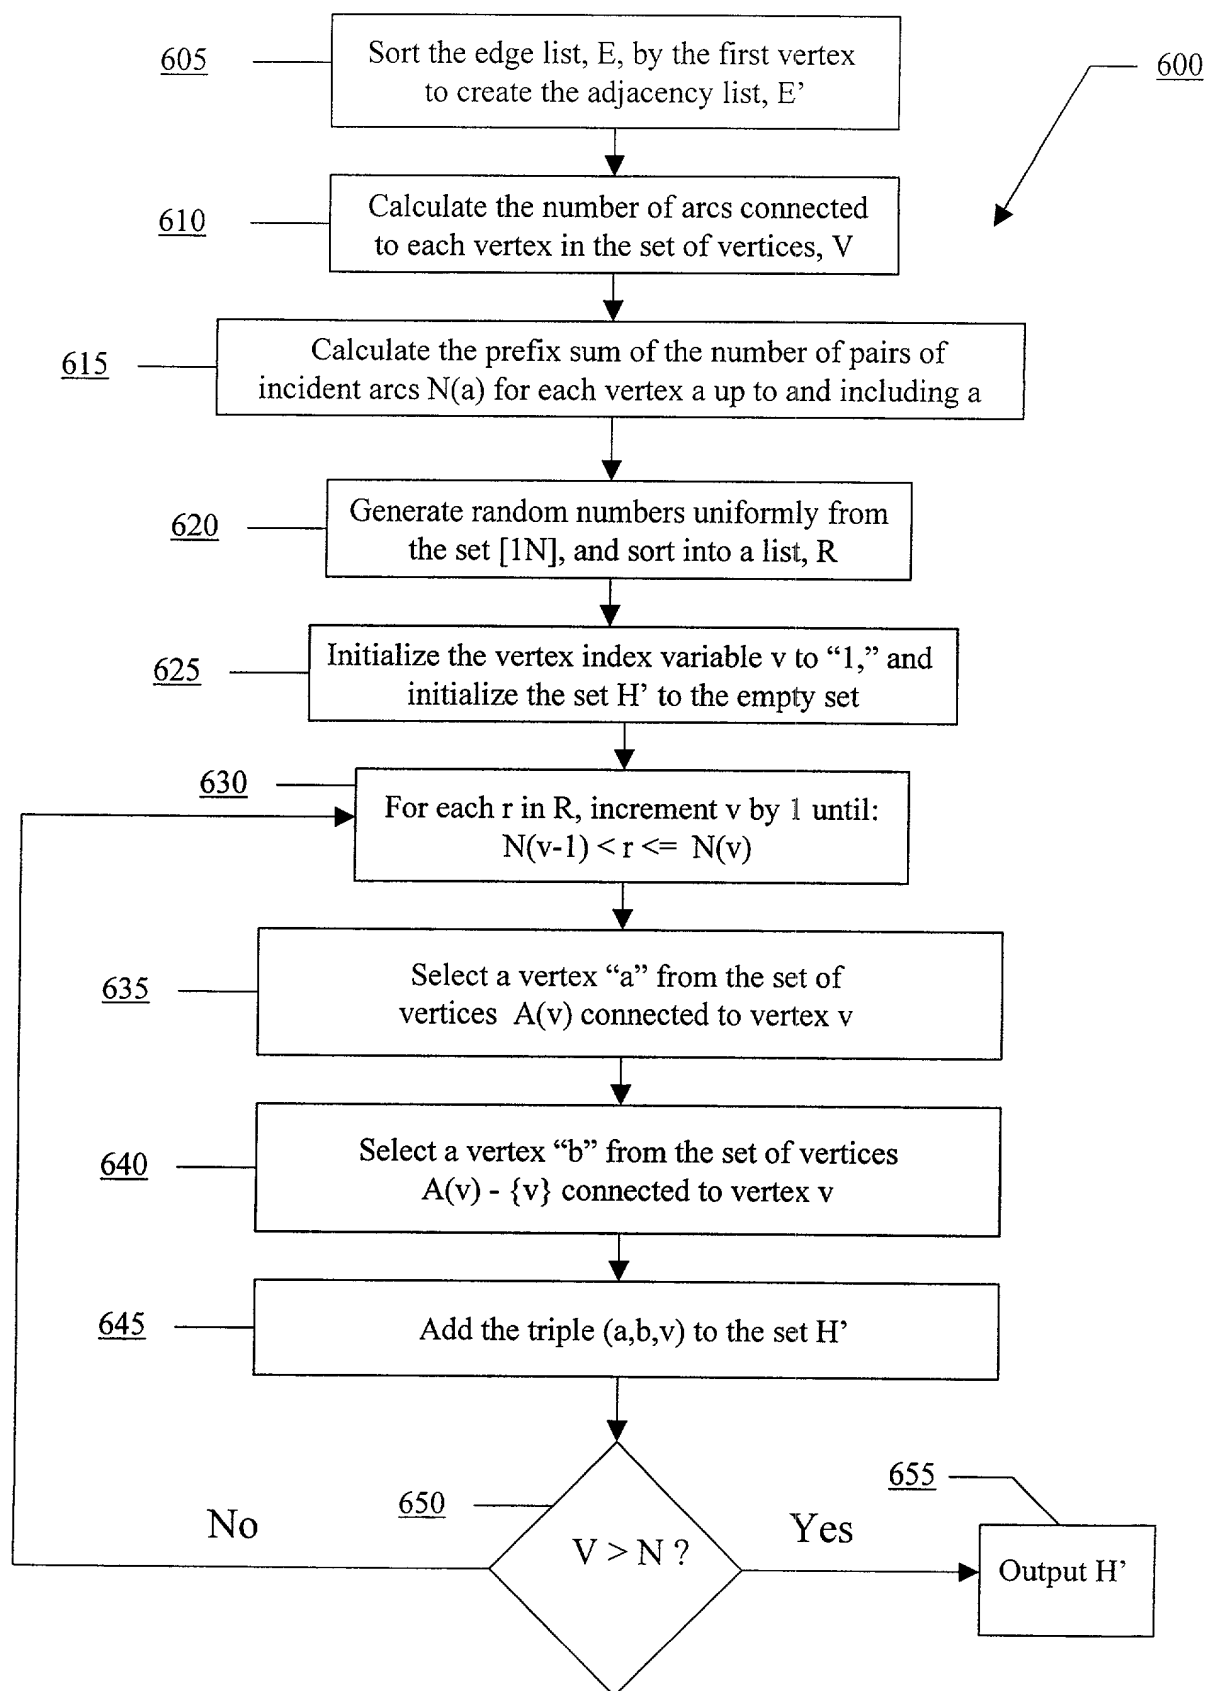 605
Sort the edge list, E, by the first vertex
to create the adjacency list, E’
600
610
Calculate the number of arcs connected
to each vertex in the set of vertices, V
615
Calculate the prefix sum of the number of pairs of
incident arcs N(a) for each vertex a up to and including a
620
Generate random numbers uniformly from
the set [1N], and sort into a list, R
625
Initialize the vertex index variable v to “1,” and
initialize the set H’ to the empty set
630
For each r in R, increment v by 1 until:
N(v-1) < r <= N(v)
635
Select a vertex “a” from the set of
vertices A(v) connected to vertex v
640
Select a vertex “b” from the set of vertices
A(v) - {v} connected to vertex v
645
Add the triple (a,b,v) to the set H’
650
V > N ?
No
Yes
655
Output H’